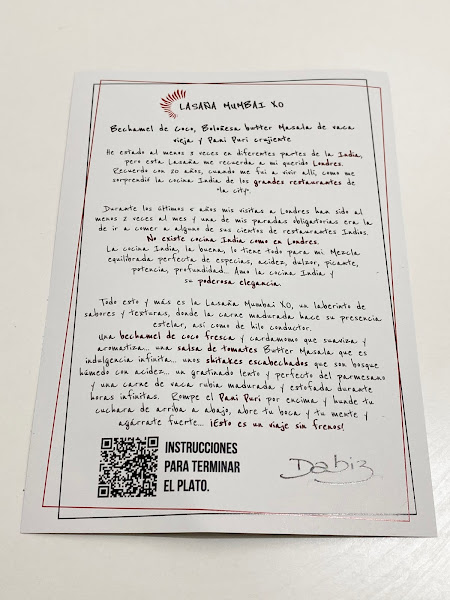 LASAÑA MUMBAI XO
Bechamel de Coco, Boloñesa butter Masala de vaca
vieja y Pani Puri crujiente
He estado al menos 3 veces en diferentes partes de la India,
pero esta Lasaña me recuerda a mi querido Londres.
Recuerdo con 20 años, cuando me fui a vivir allí, como me
sorprendió la cocina India de los grandes restaurantes de
"la city".
Durante los últimos 5 años mis visitas a Londres han sido al
menos 2 veces al mes y una de mis paradas obligatorias era la
de ir a comer a alguno de sus cientos de restaurantes Indios.
No existe cocina India como en Londres.
La cocina India, la buena, lo tiene todo para mí. Mezcla
equilibrada perfecta de especias, acidez, dulzor, picante,
potencia, profundidad... Amo la cocina India y
su poderosa elegancia.
Todo esto y más es la Lasaña Mumbai XO, un laberinto de
sabores y texturas, donde la carne madurada hace su presencia
estelar, así como de hilo conductor.
Una bechamel de coco fresca y cardamomo que suaviza y
aromatiza... una salsa de tomates Butter Masala que es
indulgencia infinita... unos shitakes escabechados que son bosque
húmedo con acidez... un gratinado lento y perfecto del parmesano
y una carne de vaca rubia madurada y estofada durante
horas infinitas. Rompe el Pani Puri por encima y hunde tu
cuchara de arriba a abajo, abre tu boca y tu mente y
agárrate fuerte... ¡Esto es un viaje sin frenos!
INSTRUCCIONES
PARA TERMINAR
EL PLATO.
Dabiz